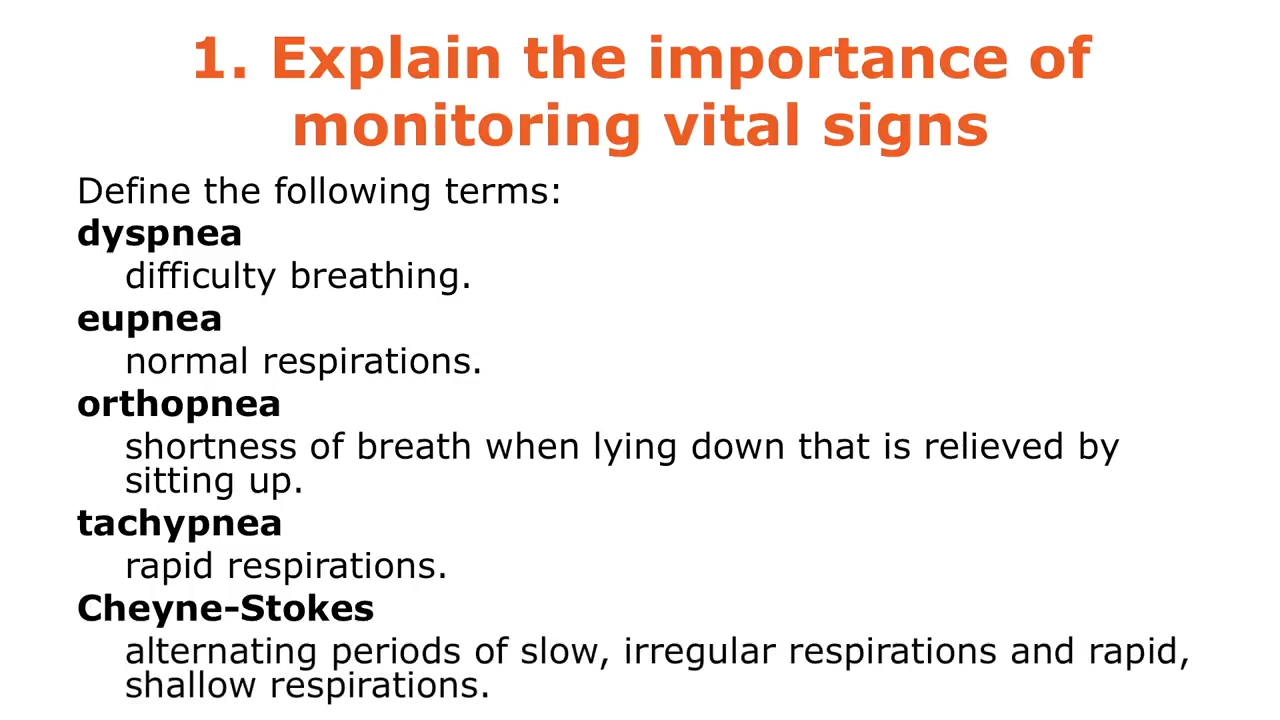 1. Explain the importance of
monitoring vital signs
Define the following terms:
dyspnea
difficulty breathing.
eupnea
normal respirations.
orthopnea
shortness of breath when lying down that is relieved by
sitting up.
tachypnea
rapid respirations.
Cheyne-Stokes
alternating periods of slow, irregular respirations and rapid,
shallow respirations.